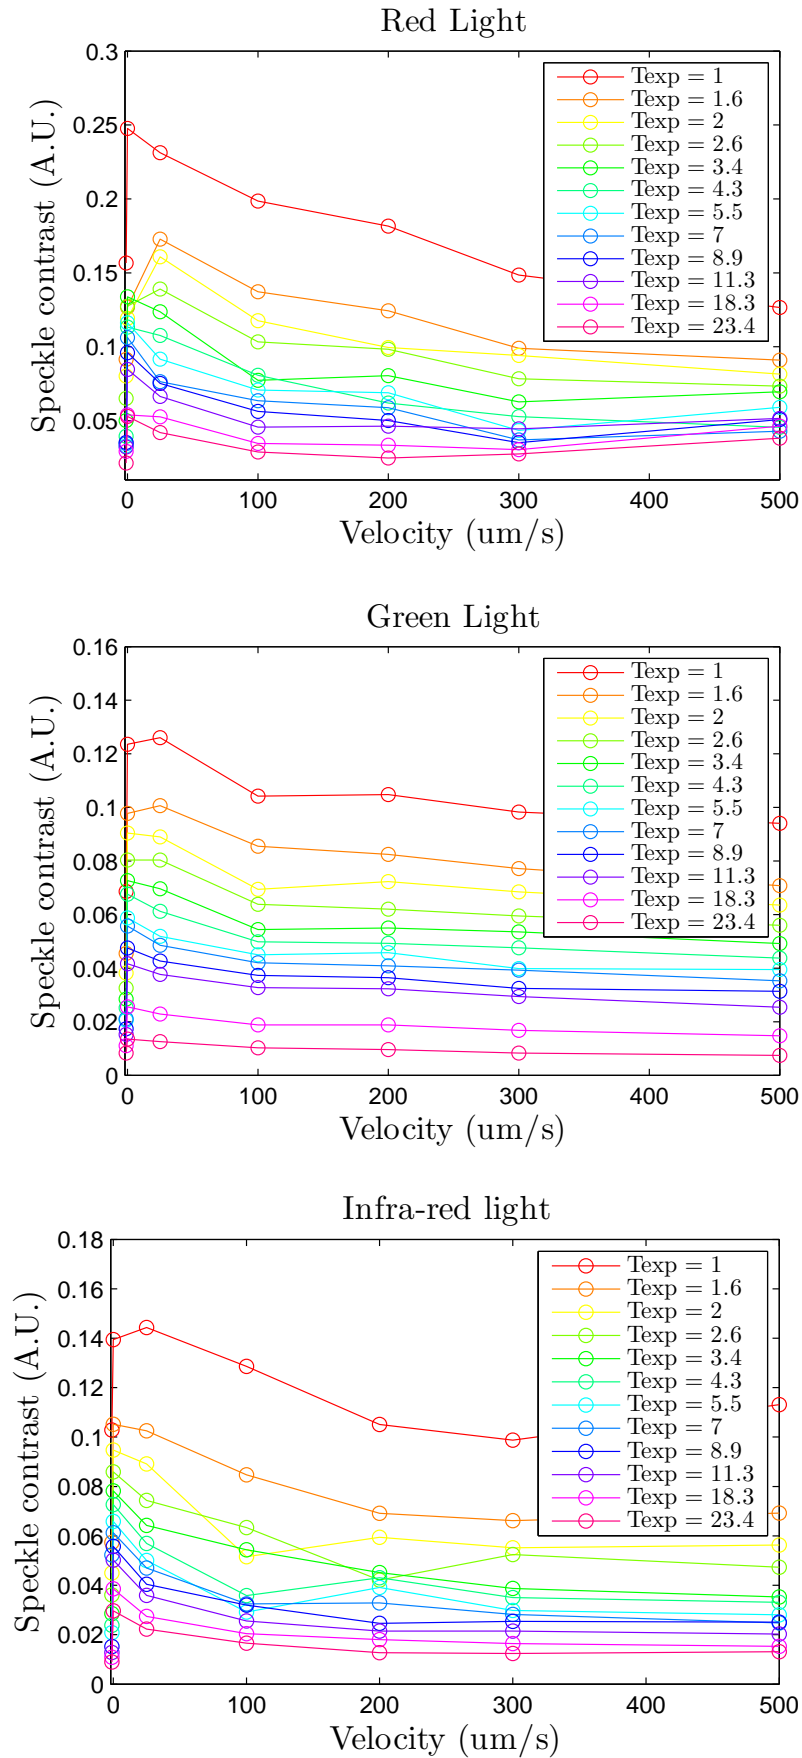 Red Light
0.3
0.25
0.2
0.15
0.1
0.05
Speckle contrast (A.U.)
Texp = 1
Texp = 1.6
Texp = 2
Texp = 2.6
Texp = 3.4
Texp = 4.3
Texp = 5.5
Texp = 7
Texp = 8.9
Texp = 11.3
Texp = 18.3
Texp = 23.4
0 100 200 300 400 500
Velocity (um/s)
Green Light
0.16
0.14
0.12
0.1
0.08
0.06
0.04
0.02
0
Speckle contrast (A.U.)
Texp = 1
Texp = 1.6
Texp = 2
Texp = 2.6
Texp = 3.4
Texp = 4.3
Texp = 5.5
Texp = 7
Texp = 8.9
Texp = 11.3
Texp = 18.3
Texp = 23.4
0 100 200 300 400 500
Velocity (um/s)
Infra-red light
0.18
0.16
0.14
0.12
0.1
0.08
0.06
0.04
0.02
0
Speckle contrast (A.U.)
Texp = 1
Texp = 1.6
Texp = 2
Texp = 2.6
Texp = 3.4
Texp = 4.3
Texp = 5.5
Texp = 7
Texp = 8.9
Texp = 11.3
Texp = 18.3
Texp = 23.4
0 100 200 300 400 500
Velocity (um/s)